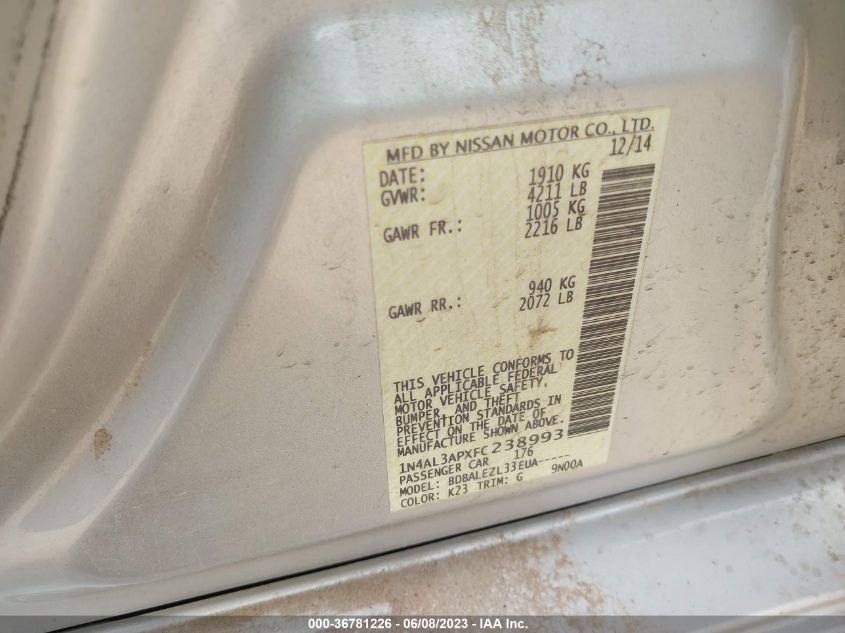 MFD BY NISSAN MOTOR CO., LTD.
DATE: 12/14
GVWR: 1910 KG
4211 LB
GAWR FR.: 1005 KG
2216 LB
GAWR RR.: 940 KG
2072 LB
THIS VEHICLE CONFORMS TO
ALL APPLICABLE FEDERAL
MOTOR VEHICLE SAFETY,
BUMPER, AND THEFT
PREVENTION STANDARDS IN
EFFECT ON THE DATE OF
MANUFACTURE SHOWN ABOVE.
1N4AL3APXFC238993
PASSENGER CAR 176
MODEL: BDBALEZL33EUA-----
COLOR: K23 TRIM: G 9N00A
000-36781226 - 06/08/2023 - IAA Inc.